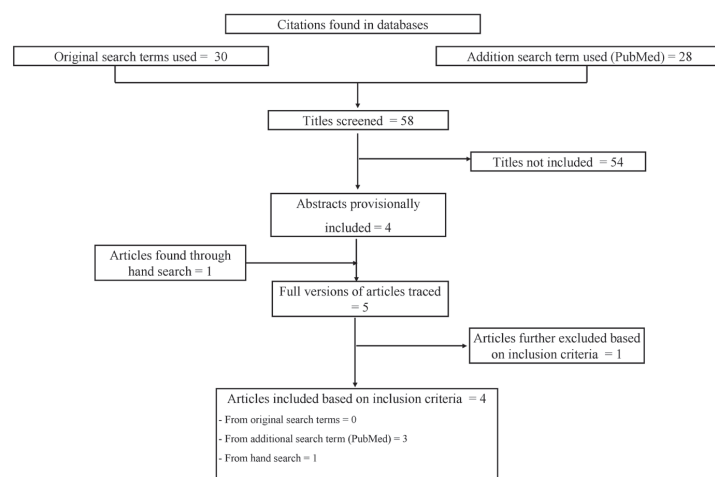 Citations found in databases
Original search terms used = 30
Addition search term used (PubMed) = 28
Titles screened = 58
Titles not included = 54
Abstracts provisionally
included = 4
Articles found through
hand search = 1
Full versions of articles traced
= 5
Articles further excluded based
on inclusion criteria = 1
Articles included based on inclusion criteria = 4
- From original search terms = 0
- From additional search term (PubMed) = 3
- From hand search = 1